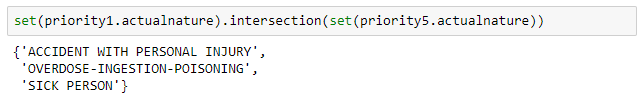 set(priority1.actualnature).intersection(set(priority5.actualnature))
{'ACCIDENT WITH PERSONAL INJURY',
'OVERDOSE-INGESTION-POISONING',
'SICK PERSON'}